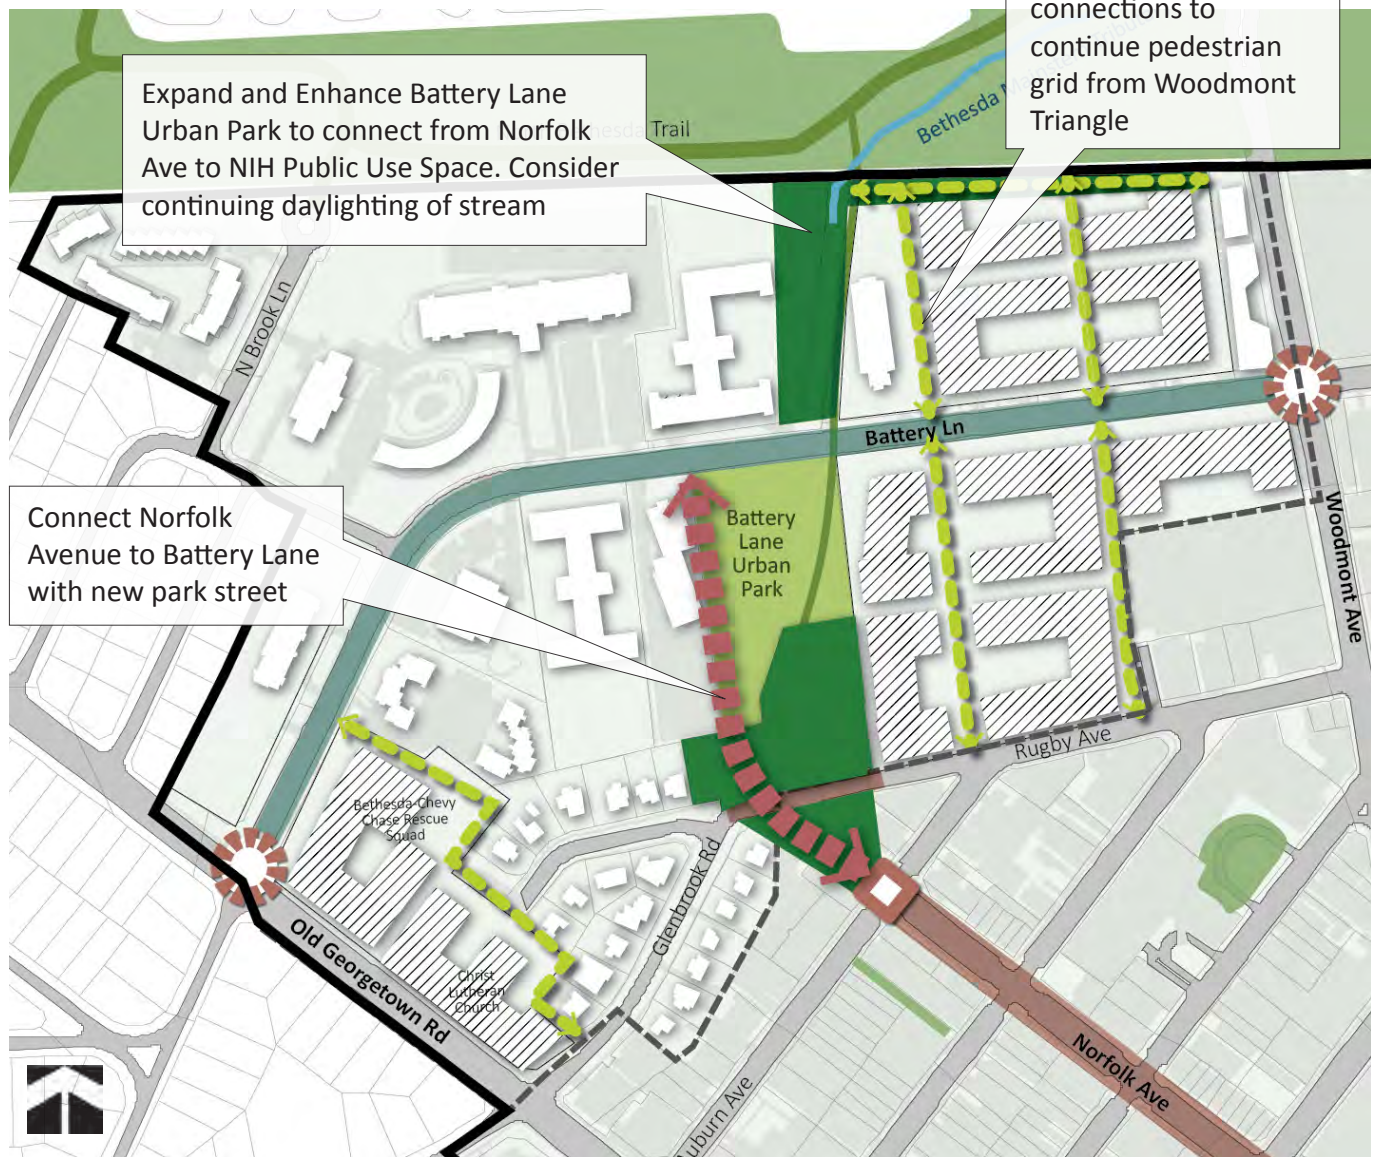 connections to
continue pedestrian
grid from Woodmont
Triangle
Expand and Enhance Battery Lane
Urban Park to connect from Norfolk
Ave to NIH Public Use Space. Consider
continuing daylighting of stream
Trail
Bethesda
N Brook Ln
Battery Ln
Connect Norfolk
Avenue to Battery Lane
with new park street
Battery
Lane
Urban
Park
Woodmont Ave
Rugby Ave
Bethesda-Chevy
Chase Rescue
Squad
Glenbrook Rd
Old Georgetown Rd
Christ
Lutheran
Church
Norfolk Ave
Auburn Ave